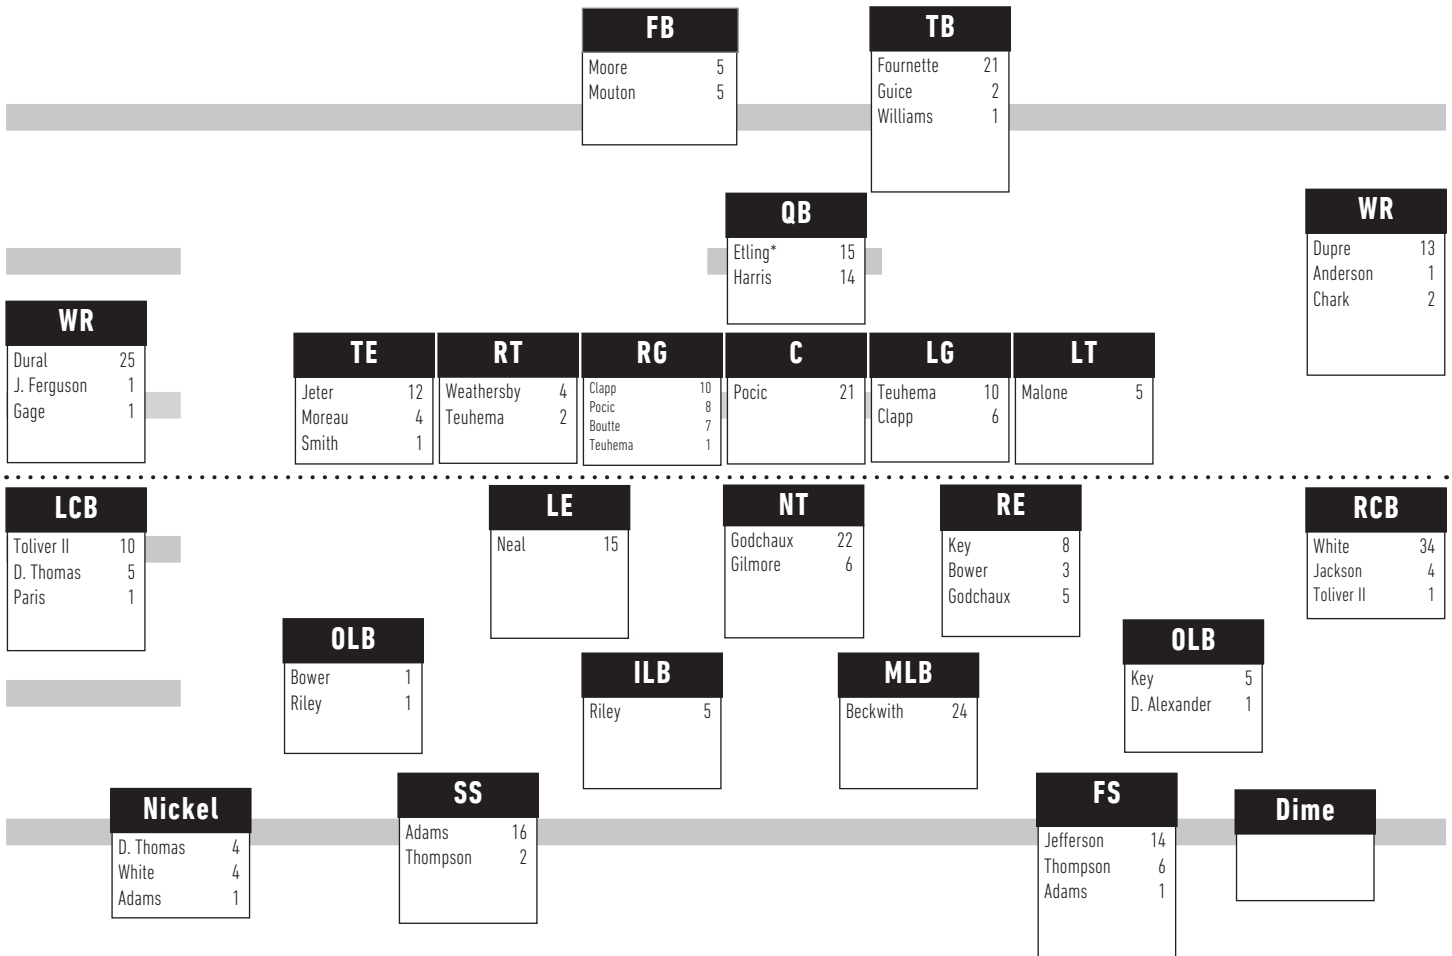 FB
Moore 5
Mouton 5
TB
Fournette 21
Guice 2
Williams 1
QB
Etling* 15
Harris 14
WR
Dupre 13
Anderson 1
Chark 2
WR
Dural 25
J. Ferguson 1
Gage 1
TE
Jeter 12
Moreau 4
Smith 1
RT
Weathersby 4
Teuhema 2
RG
Clapp 10
Pocic 8
Boutte 7
Teuhema 1
C
Pocic 21
LG
Teuhema 10
Clapp 6
LT
Malone 5
LCB
Toliver II 10
D. Thomas 5
Paris 1
LE
Neal 15
NT
Godchaux 22
Gilmore 6
RE
Key 8
Bower 3
Godchaux 5
RCB
White 34
Jackson 4
Toliver II 1
OLB
Bower 1
Riley 1
ILB
Riley 5
MLB
Beckwith 24
OLB
Key 5
D. Alexander 1
Nickel
D. Thomas 4
White 4
Adams 1
SS
Adams 16
Thompson 2
FS
Jefferson 14
Thompson 6
Adams 1
Dime